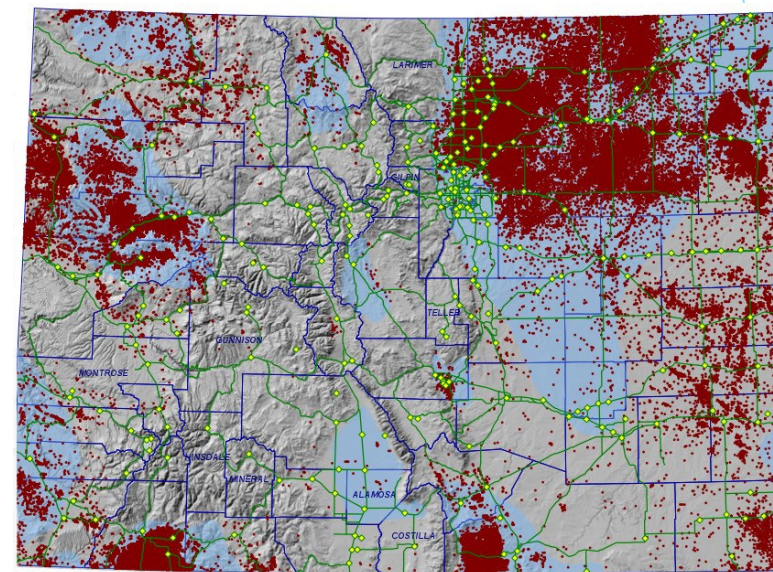 LARIMER
GILPIN
TELLER
GUNNISON
MONTROSE
HINSDALE
MINERAL
ALAMOSA
COSTILLA